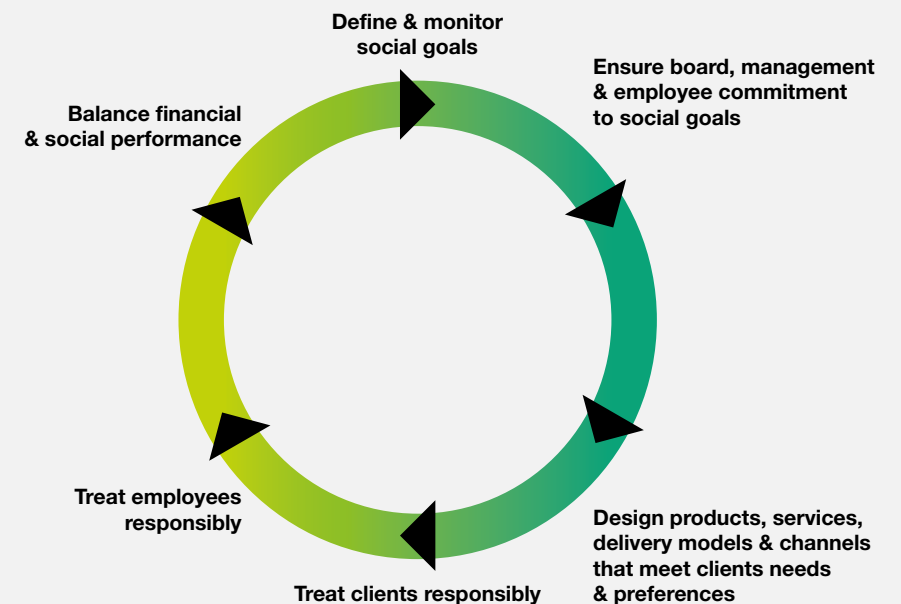 Define & monitor
social goals
Ensure board, management
& employee commitment
to social goals
Design products, services,
delivery models & channels
that meet clients needs
& preferences
Treat clients responsibly
Treat employees
responsibly
Balance financial
& social performance